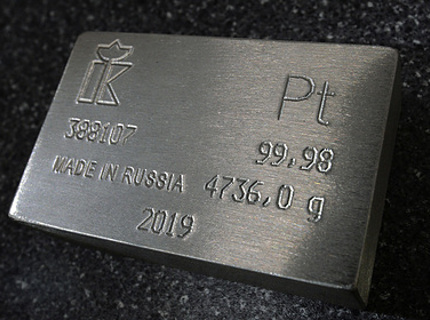 K
Pt
388107
99,98
MADE IN RUSSIA
4736,0 g
2019